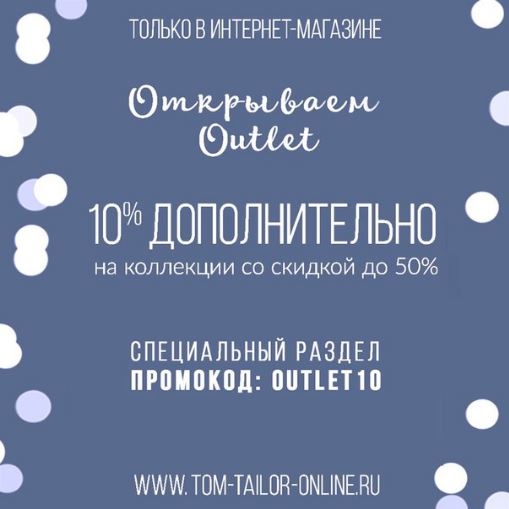 ТОЛЬКО В ИНТЕРНЕТ-МАГАЗИНЕ
Открываем
Outlet
10% ДОПОЛНИТЕЛЬНО
на коллекции со скидкой до 50%
СПЕЦИАЛЬНЫЙ РАЗДЕЛ
ПРОМОКОД: OUTLET10
WWW.TOM-TAILOR-ONLINE.RU